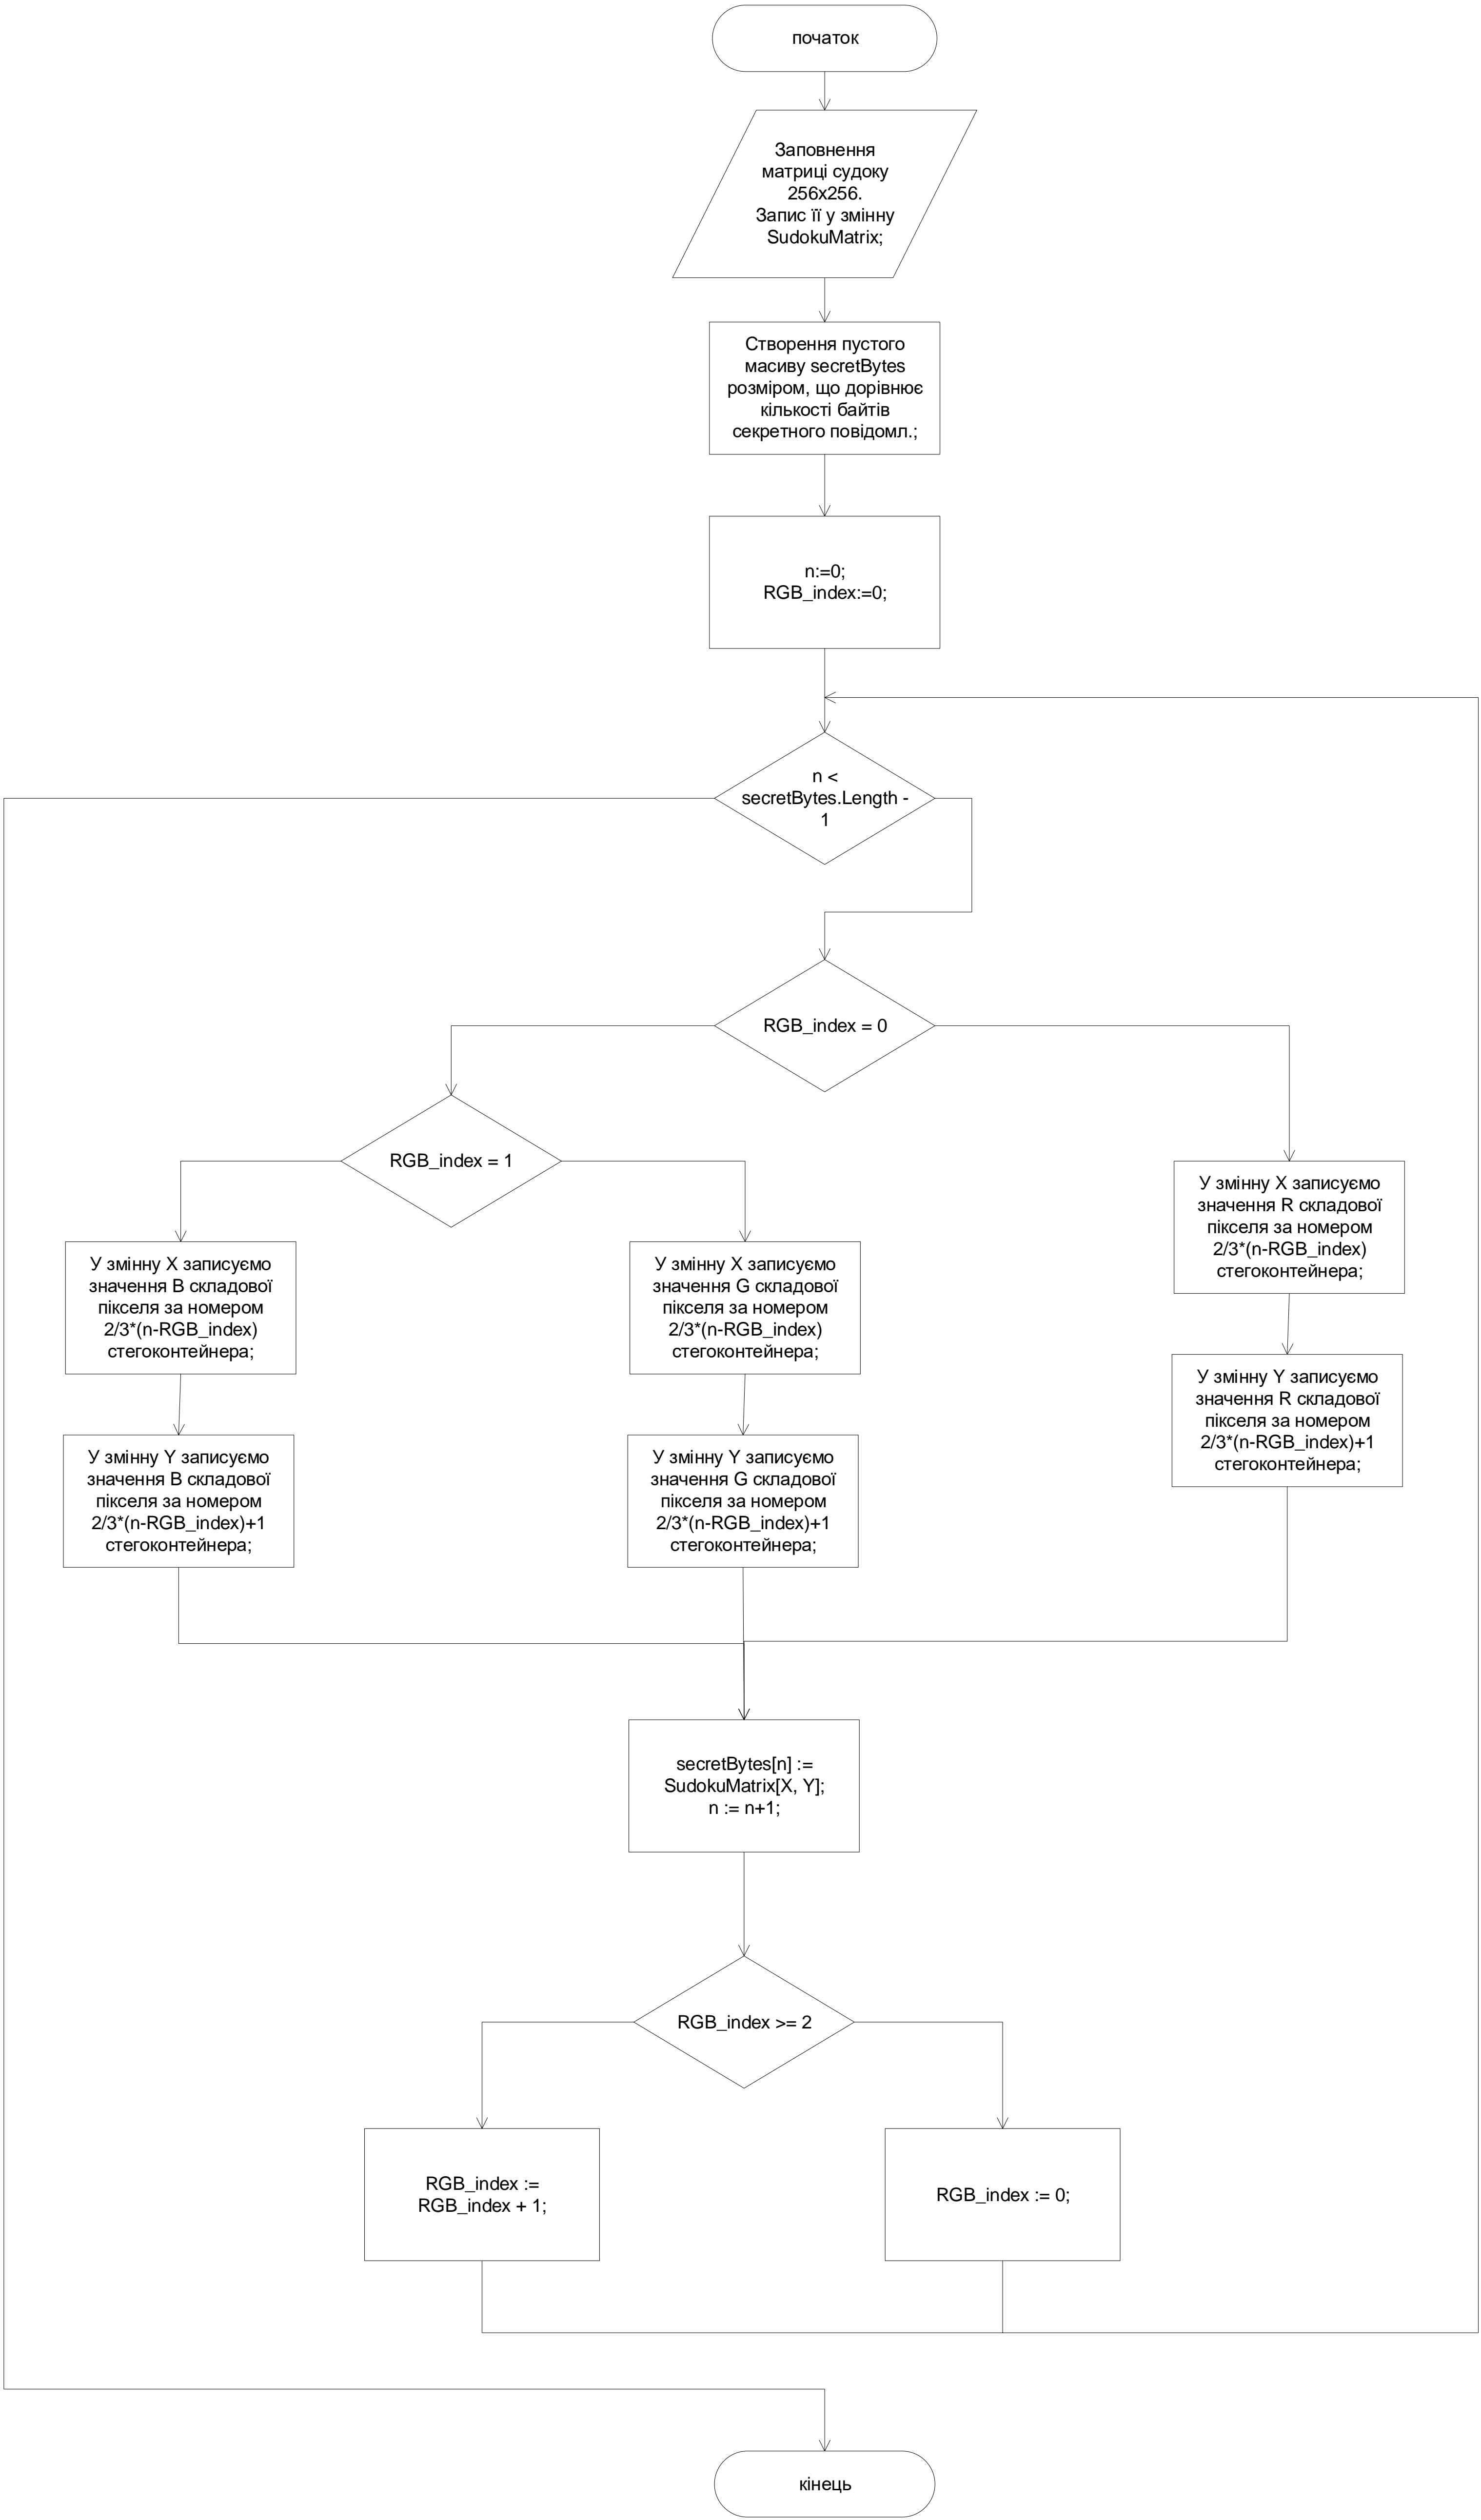 початок
Заповнення
матриці судоку
256x256.
Запис її у змінну
SudokuMatrix;
Створення пустого
масиву secretBytes
розміром, що дорівнює
кількості байтів
секретного повідомл.;
n:=0;
RGB_index:=0;
n <
secretBytes.Length -
1
RGB_index = 0
RGB_index = 1
У змінну X записуємо
значення R складової
пікселя за номером
2/3*(n-RGB_index)
стегоконтейнера;
У змінну X записуємо
значення B складової
пікселя за номером
2/3*(n-RGB_index)
стегоконтейнера;
У змінну X записуємо
значення G складової
пікселя за номером
2/3*(n-RGB_index)
стегоконтейнера;
У змінну Y записуємо
значення R складової
пікселя за номером
2/3*(n-RGB_index)+1
стегоконтейнера;
У змінну Y записуємо
значення B складової
пікселя за номером
2/3*(n-RGB_index)+1
стегоконтейнера;
У змінну Y записуємо
значення G складової
пікселя за номером
2/3*(n-RGB_index)+1
стегоконтейнера;
secretBytes[n] :=
SudokuMatrix[X, Y];
n := n+1;
RGB_index >= 2
RGB_index :=
RGB_index + 1;
RGB_index := 0;
кінець